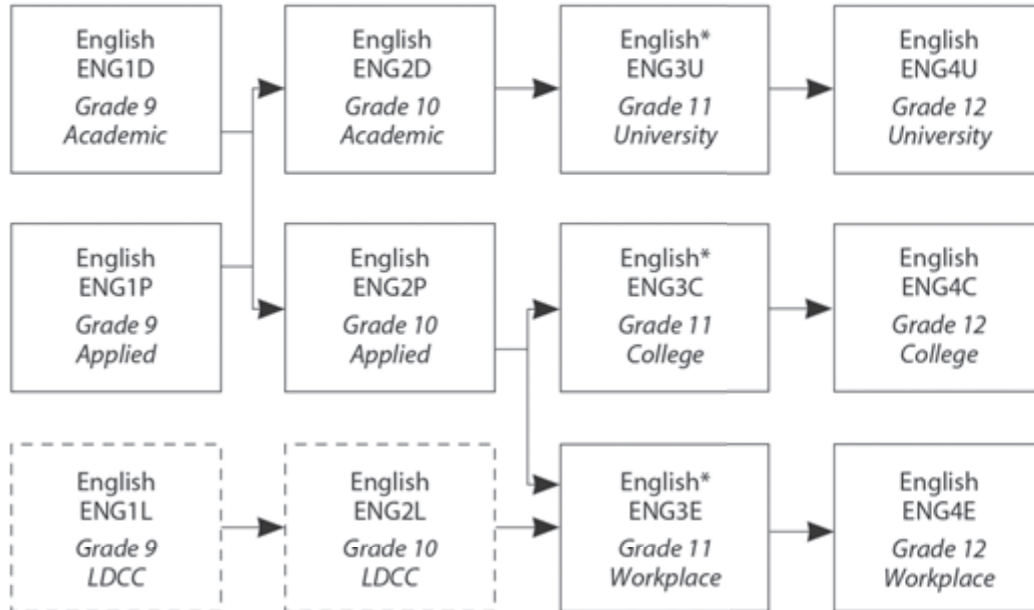 English
ENG1D
Grade 9
Academic
English
ENG2D
Grade 10
Academic
English*
ENG3U
Grade 11
University
English
ENG4U
Grade 12
University
English
ENG1P
Grade 9
Applied
English
ENG2P
Grade 10
Applied
English*
ENG3C
Grade 11
College
English
ENG4C
Grade 12
College
English
ENG1L
Grade 9
LDCC
English
ENG2L
Grade 10
LDCC
English*
ENG3E
Grade 11
Workplace
English
ENG4E
Grade 12
Workplace